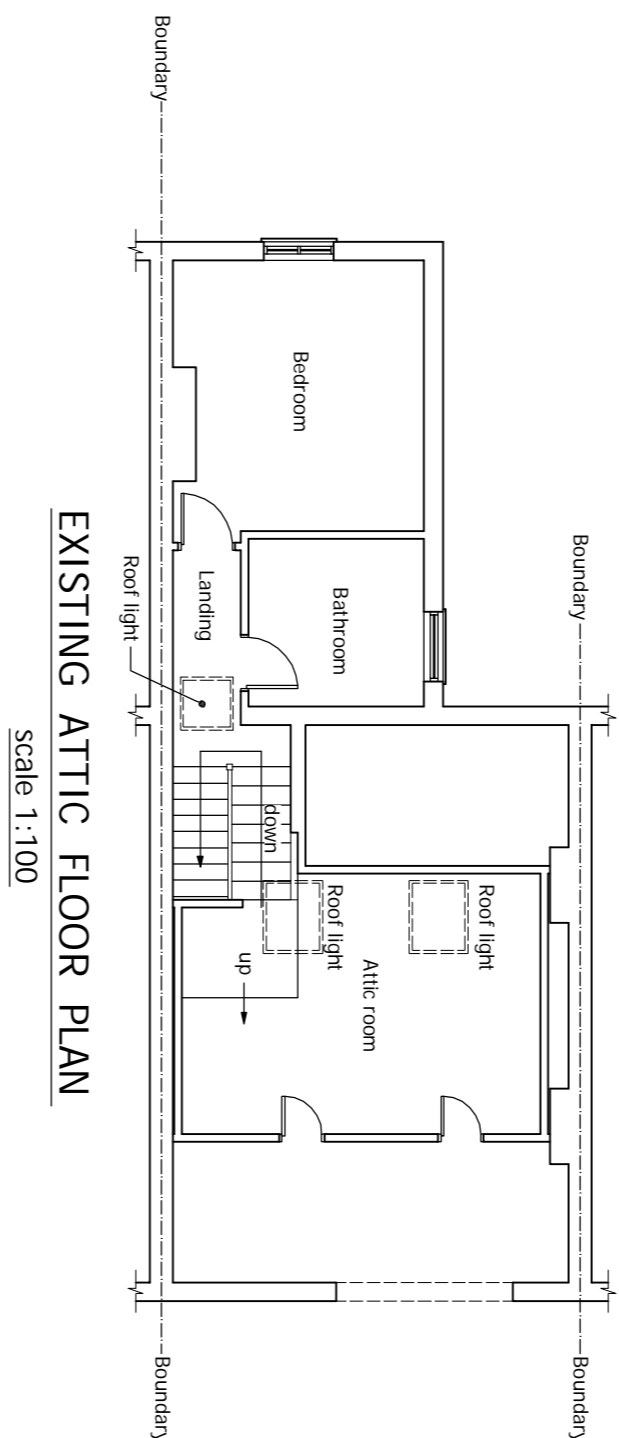 Boundary
Boundary
Boundary
Boundary
Bedroom
Bathroom
Landing
Roof light
down
Roof light
Roof light
up
Attic room
EXISTING ATTIC FLOOR PLAN
scale 1:100